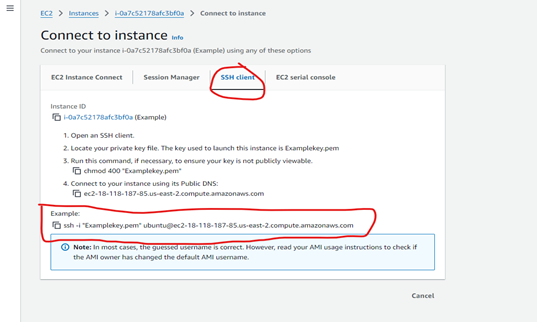 EC2 > Instances > i-0a7c52178afc3bf0a > Connect to instance
Connect to instance Info
Connect to your instance i-0a7c52178afc3bf0a (Example) using any of these options
EC2 Instance Connect Session Manager SSH client EC2 serial console
Instance ID
i-0a7c52178afc3bf0a (Example)
1. Open an SSH client.
2. Locate your private key file. The key used to launch this instance is Examplekey.pem
3. Run this command, if necessary, to ensure your key is not publicly viewable.
chmod 400 "Examplekey.pem"
4. Connect to your instance using its Public DNS:
ec2-18-118-187-85.us-east-2.compute.amazonaws.com
Example:
ssh -i "Examplekey.pem" ubuntu@ec2-18-118-187-85.us-east-2.compute.amazonaws.com
Note: In most cases, the guessed username is correct. However, read your AMI usage instructions to check if
the AMI owner has changed the default AMI username.
Cancel